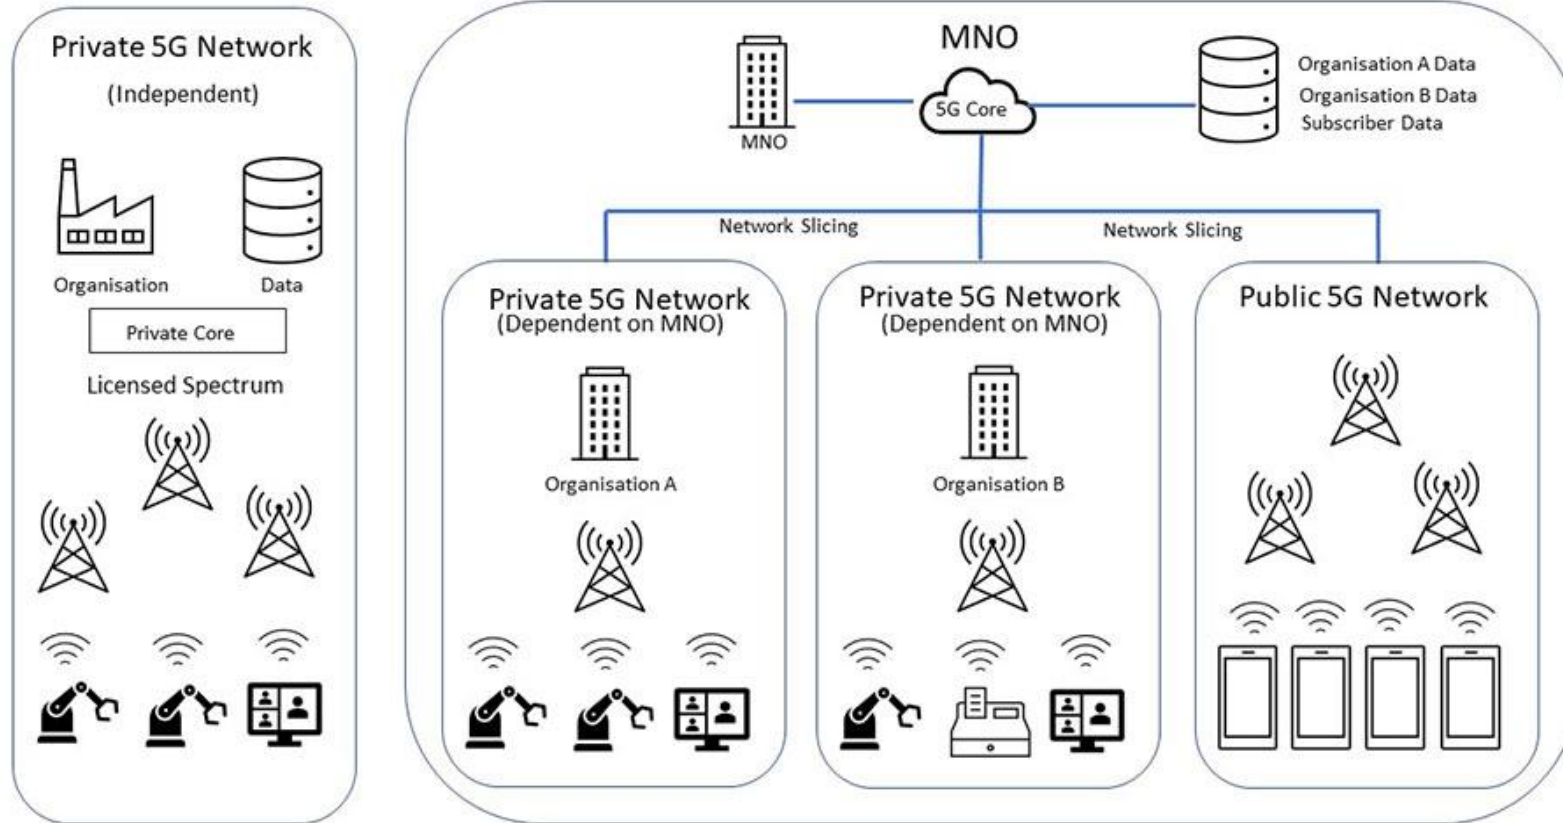 Private 5G Network
(Independent)
Organisation
Data
Private Core
Licensed Spectrum
MNO
MNO
5G Core
Organisation A Data
Organisation B Data
Subscriber Data
Network Slicing
Network Slicing
Private 5G Network
(Dependent on MNO)
Organisation A
Private 5G Network
(Dependent on MNO)
Organisation B
Public 5G Network